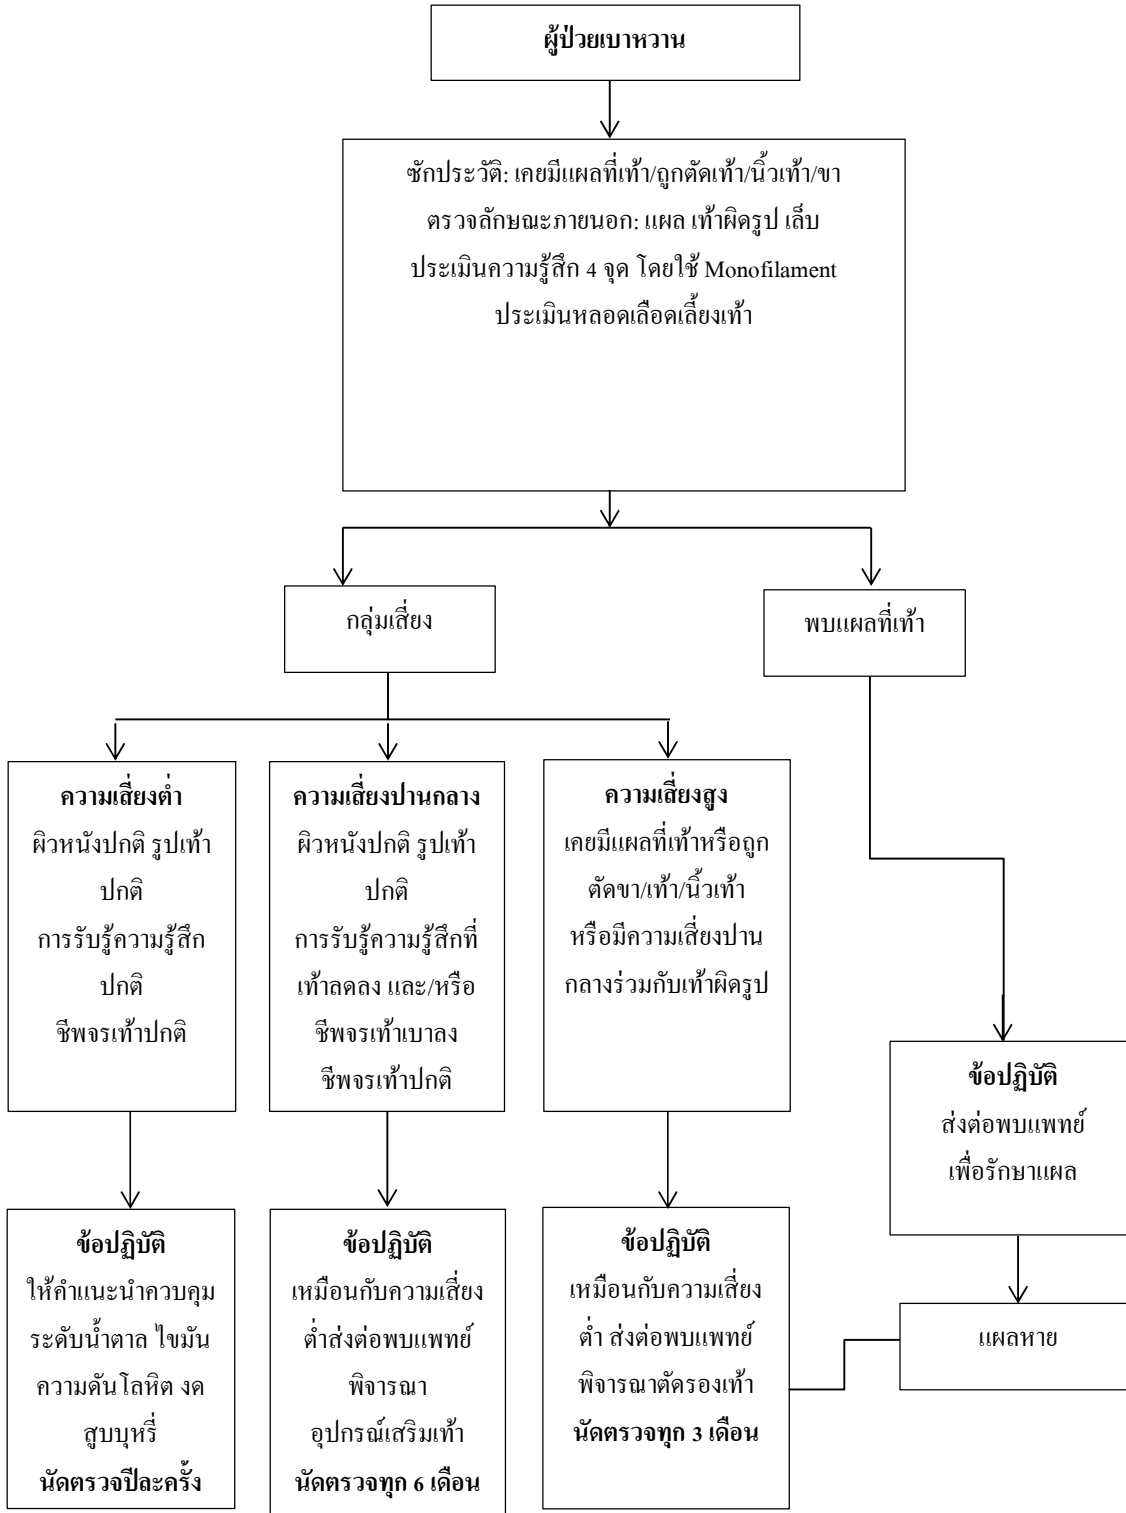 ผู้ป่วยเบาหวาน
ซักประวัติ: เคยมีแผลที่เท้า/ถูกตัดเท้า/นิ้วเท้า/ขา
ตรวจลักษณะภายนอก: แผล เท้าผิดรูป เล็บ
ประเมินความรู้สึก 4 จุด โดยใช้ Monofilament
ประเมินหลอดเลือดเลี้ยงเท้า
กลุ่มเสี่ยง
พบแผลที่เท้า
ความเสี่ยงต่ำ
ผิวหนังปกติ รูปเท้า
ปกติ
การรับรู้ความรู้สึก
ปกติ
ชีพจรเท้าปกติ
ความเสี่ยงปานกลาง
ผิวหนังปกติ รูปเท้า
ปกติ
การรับรู้ความรู้สึกที่
เท้าลดลง และ/หรือ
ชีพจรเท้าเบาลง
ชีพจรเท้าปกติ
ความเสี่ยงสูง
เคยมีแผลที่เท้าหรือถูก
ตัดขา/เท้า/นิ้วเท้า
หรือมีความเสี่ยงปาน
กลางร่วมกับเท้าผิดรูป
ข้อปฏิบัติ
ส่งต่อพบแพทย์
เพื่อรักษาแผล
ข้อปฏิบัติ
ให้คำแนะนำควบคุม
ระดับน้ำตาล ไขมัน
ความดันโลหิต งด
สูบบุหรี่
นัดตรวจปีละครั้ง
ข้อปฏิบัติ
เหมือนกับความเสี่ยง
ต่ำส่งต่อพบแพทย์
พิจารณา
อุปกรณ์เสริมเท้า
นัดตรวจทุก 6 เดือน
ข้อปฏิบัติ
เหมือนกับความเสี่ยง
ต่ำ ส่งต่อพบแพทย์
พิจารณาตัดรองเท้า
นัดตรวจทุก 3 เดือน
แผลหาย